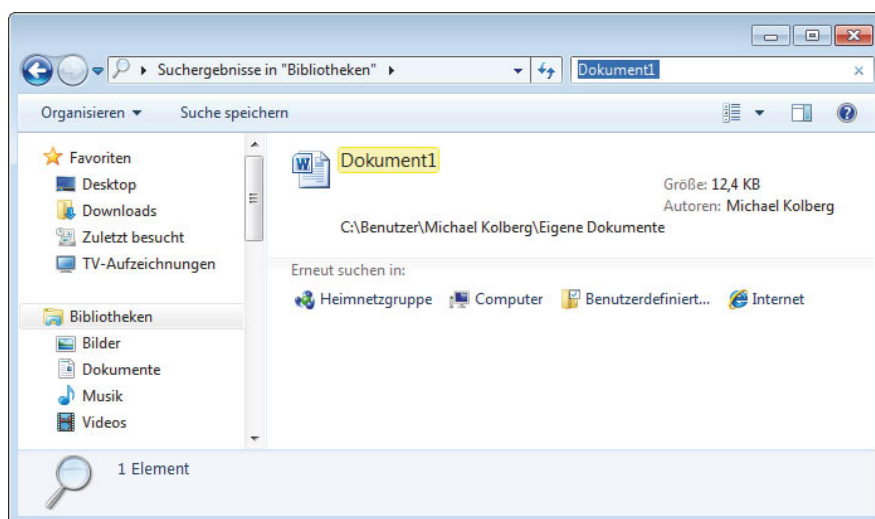 Suchergebnisse in "Bibliotheken"
Dokument1
Organisieren
Suche speichern
Favoriten
Desktop
Downloads
Zuletzt besucht
TV-Aufzeichnungen
Bibliotheken
Bilder
Dokumente
Musik
Videos
Dokument1
Größe: 12,4 KB
Autoren: Michael Kolberg
C:\Benutzer\Michael Kolberg\Eigene Dokumente
Erneut suchen in:
Heimnetzgruppe Computer Benutzerdefiniert... Internet
1 Element